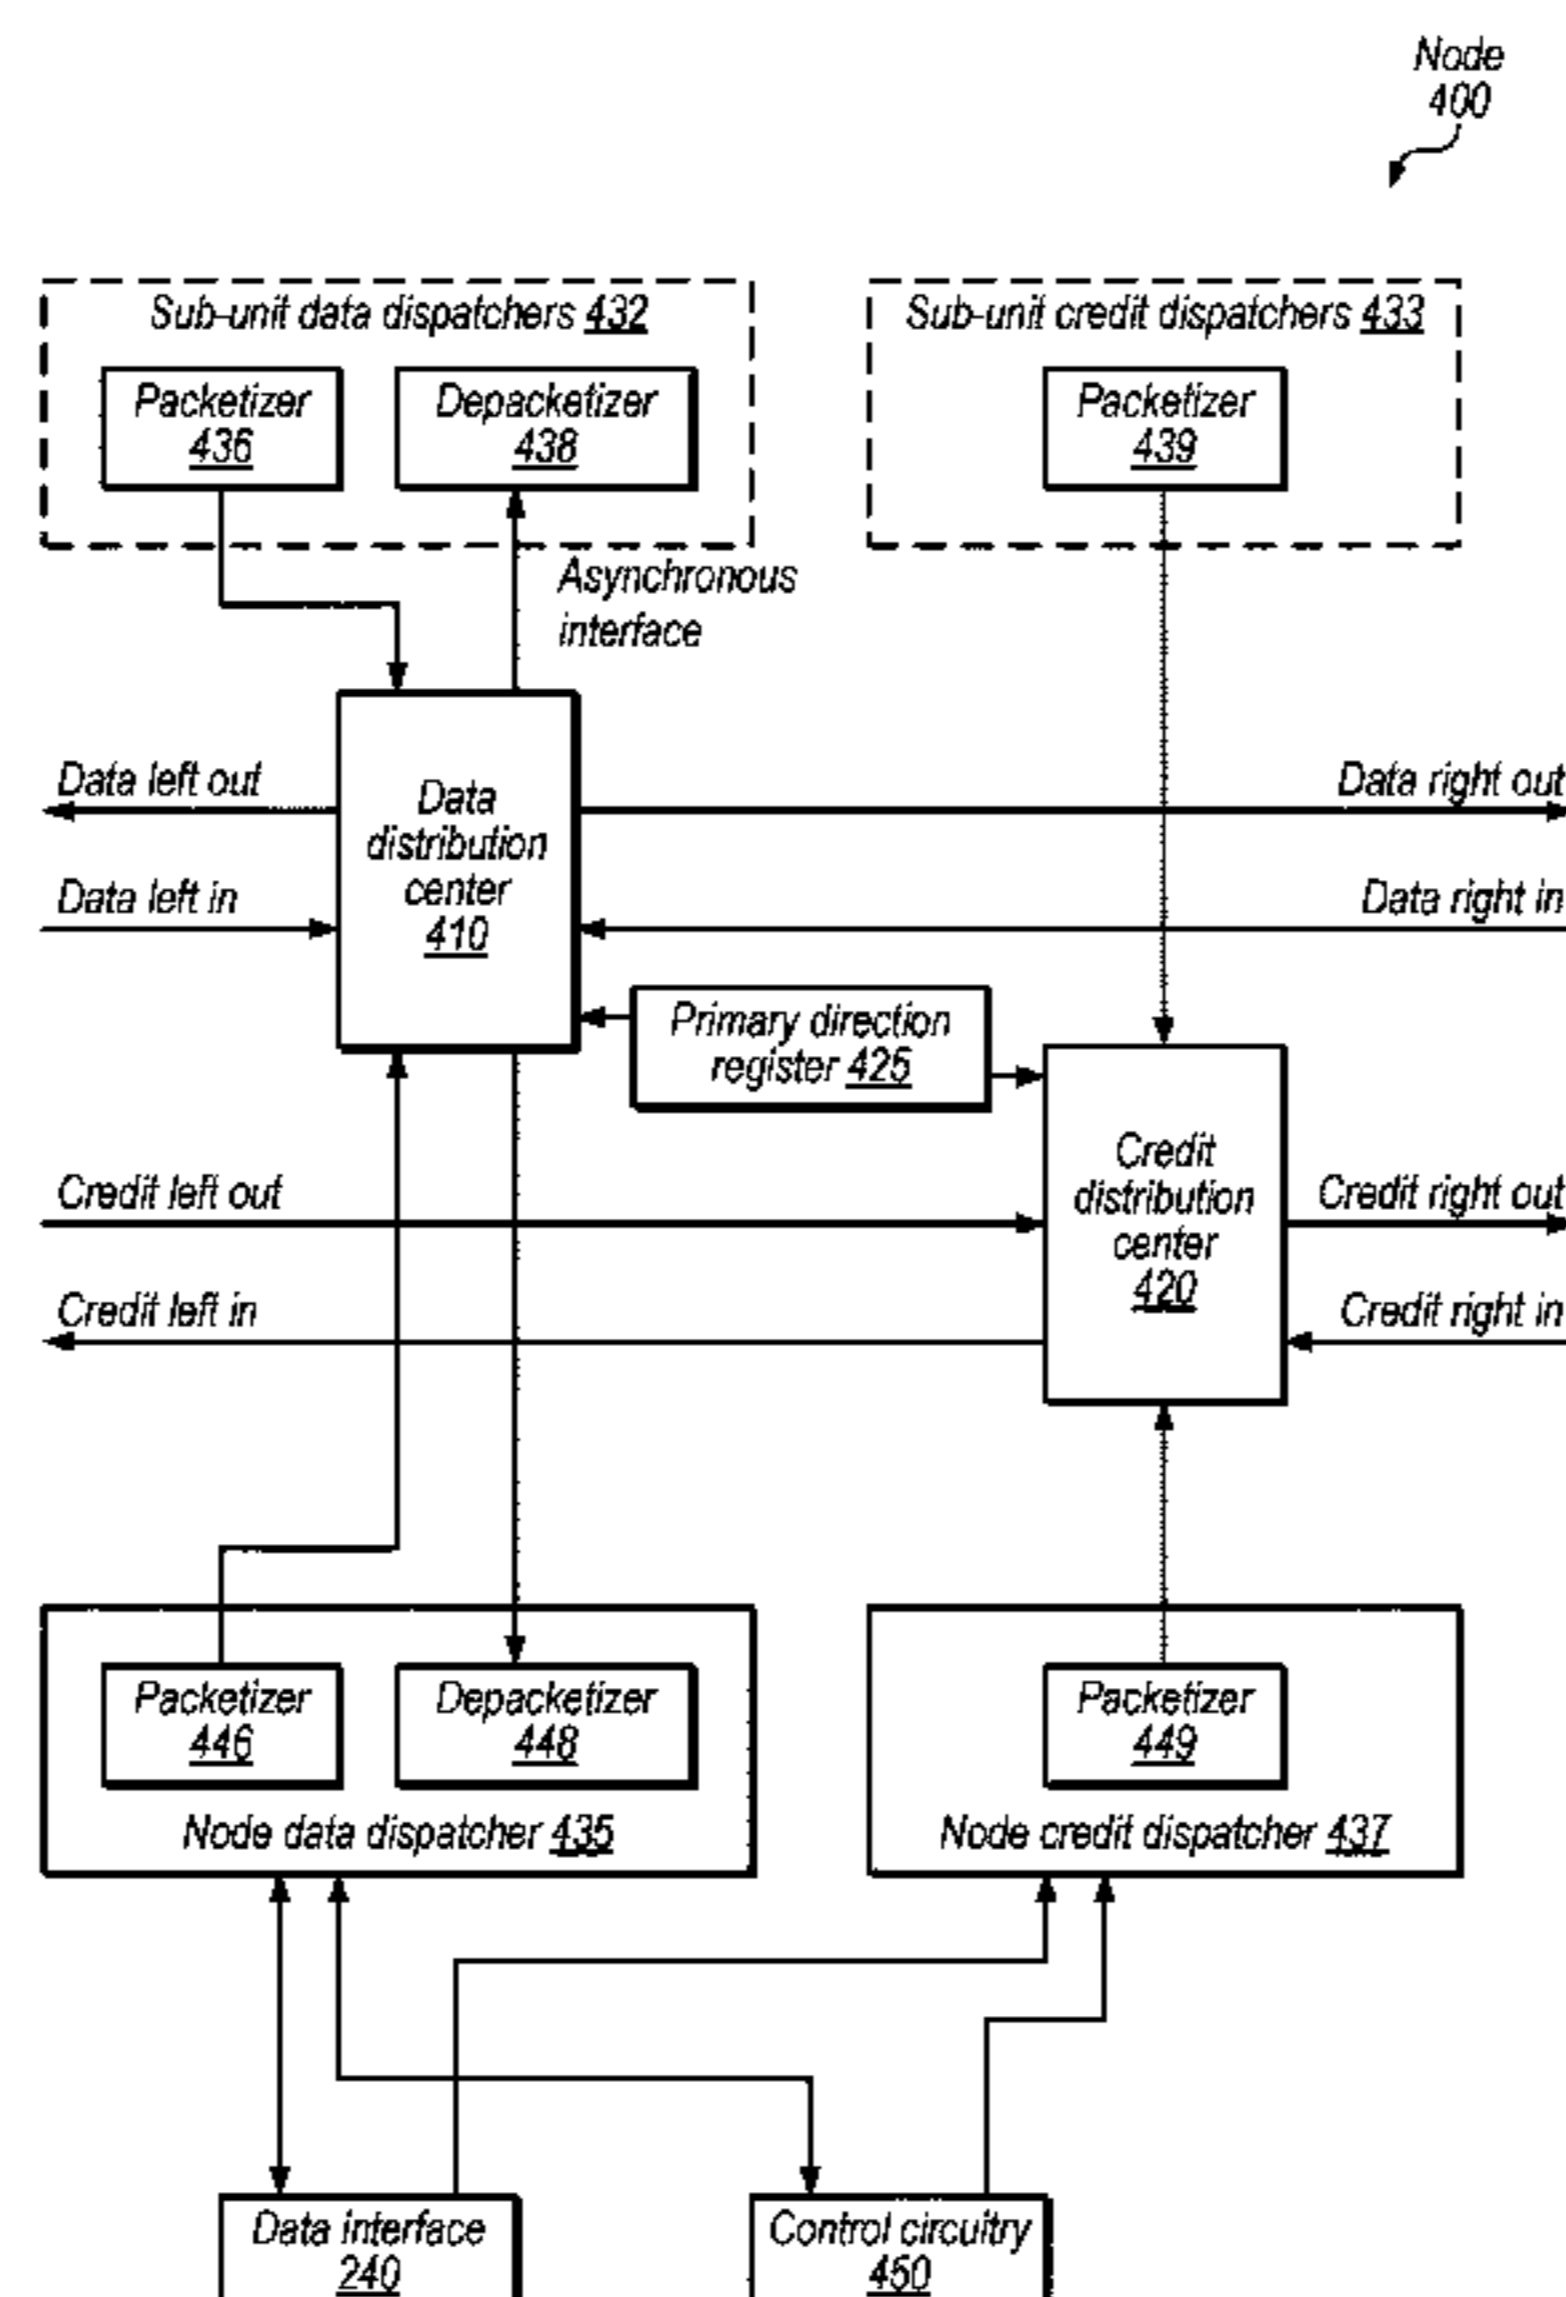 Node
400
Sub-unit data dispatchers 432
Sub-unit credit dispatchers 433
Packetizer
436
Depacketizer
438
Packetizer
439
Asynchronous
interface
Data left out
Data
distribution
center
410
Data right out
Data left in
Data right in
Primary direction
register 425
Credit
distribution
center
420
Credit left out
Credit right out
Credit left in
Credit right in
Packetizer
446
Depacketizer
448
Packetizer
449
Node data dispatcher 435
Node credit dispatcher 437
Data interface
240
Control circuitry
450